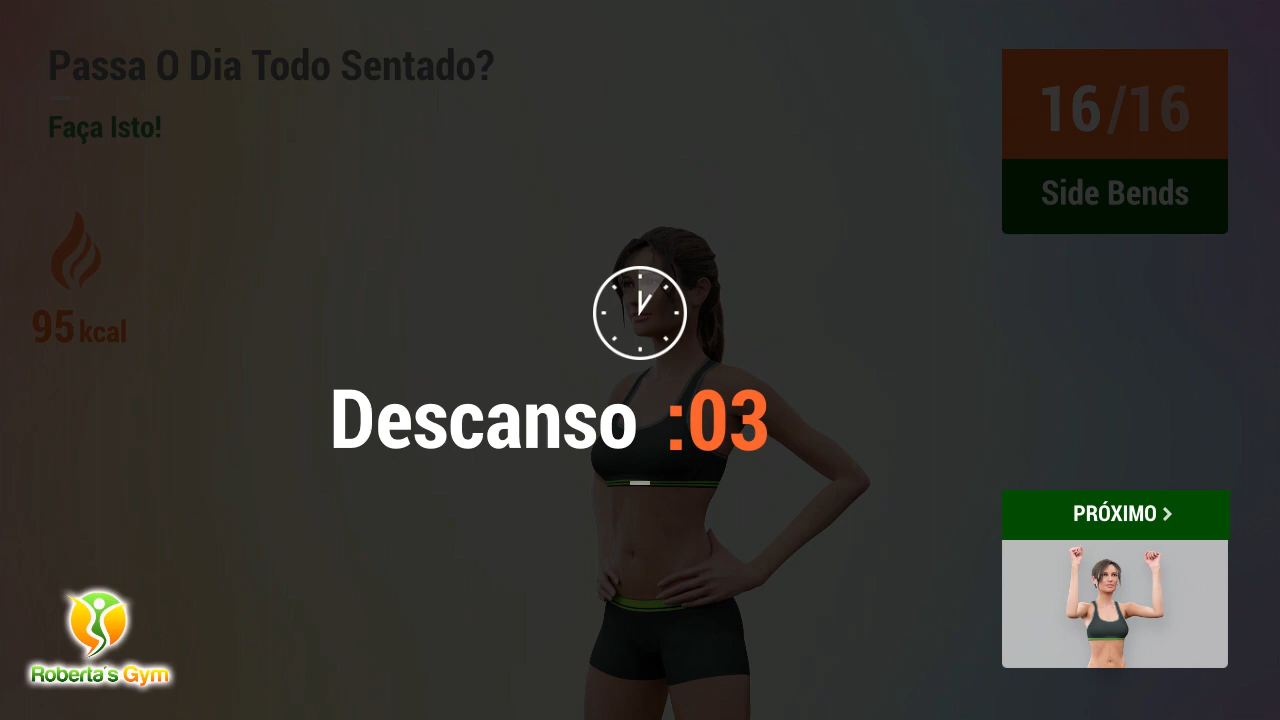 Passa O Dia Todo Sentado?
Faça Isto!
16/16
Side Bends
95 kcal
Descanso :03
PRÓXIMO >
Roberta´s Gym